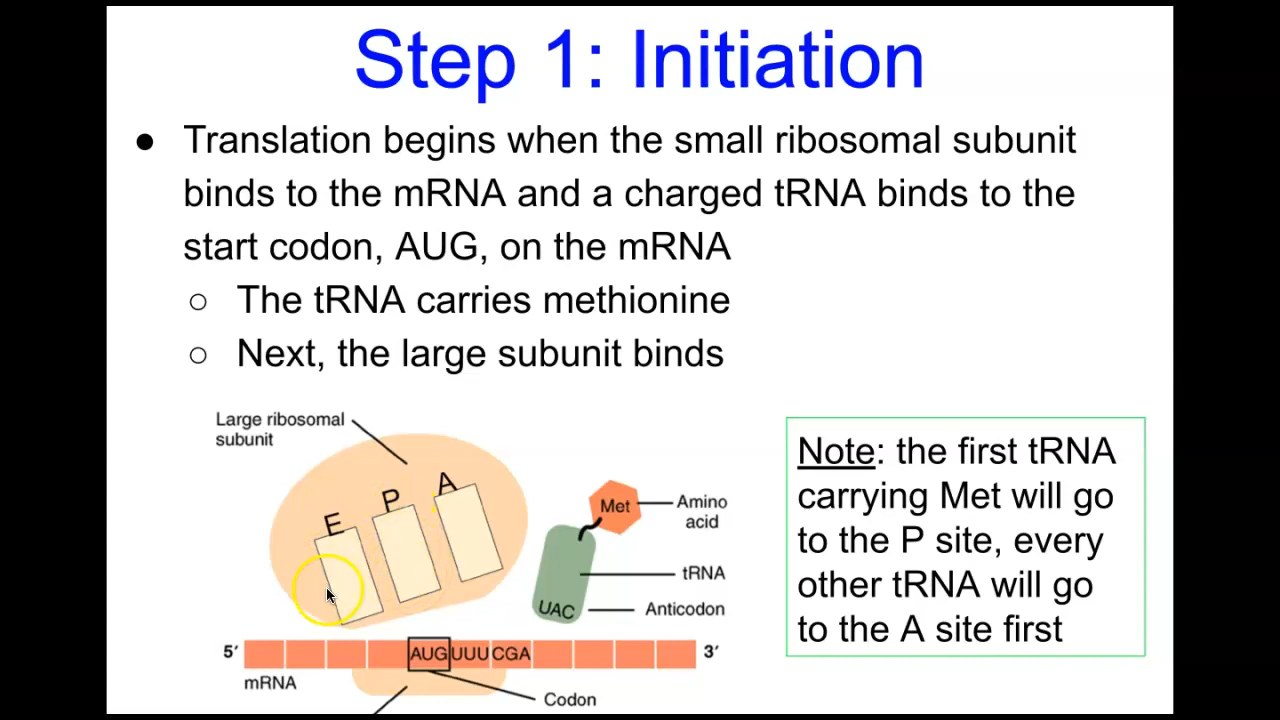 Step 1: Initiation
● Translation begins when the small ribosomal subunit
binds to the mRNA and a charged tRNA binds to the
start codon, AUG, on the mRNA
○ The tRNA carries methionine
○ Next, the large subunit binds
Large ribosomal
subunit
E P A
Met
Amino
acid
tRNA
UAC
Anticodon
5′ AUG UUU CGA 3′
mRNA
Codon
Note: the first tRNA
carrying Met will go
to the P site, every
other tRNA will go
to the A site first